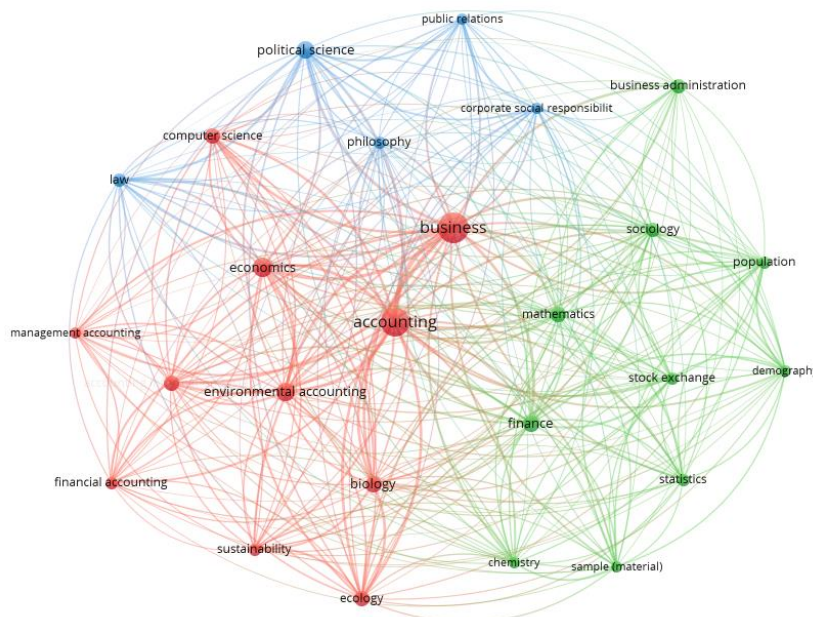 public relations
political science
business administration
corporate social responsibilit
computer science
philosophy
law
business
sociology
economics
population
mathematics
accounting
management accounting
demography
stock exchange
environmental accounting
finance
statistics
financial accounting
biology
sustainability
chemistry
sample (material)
ecology